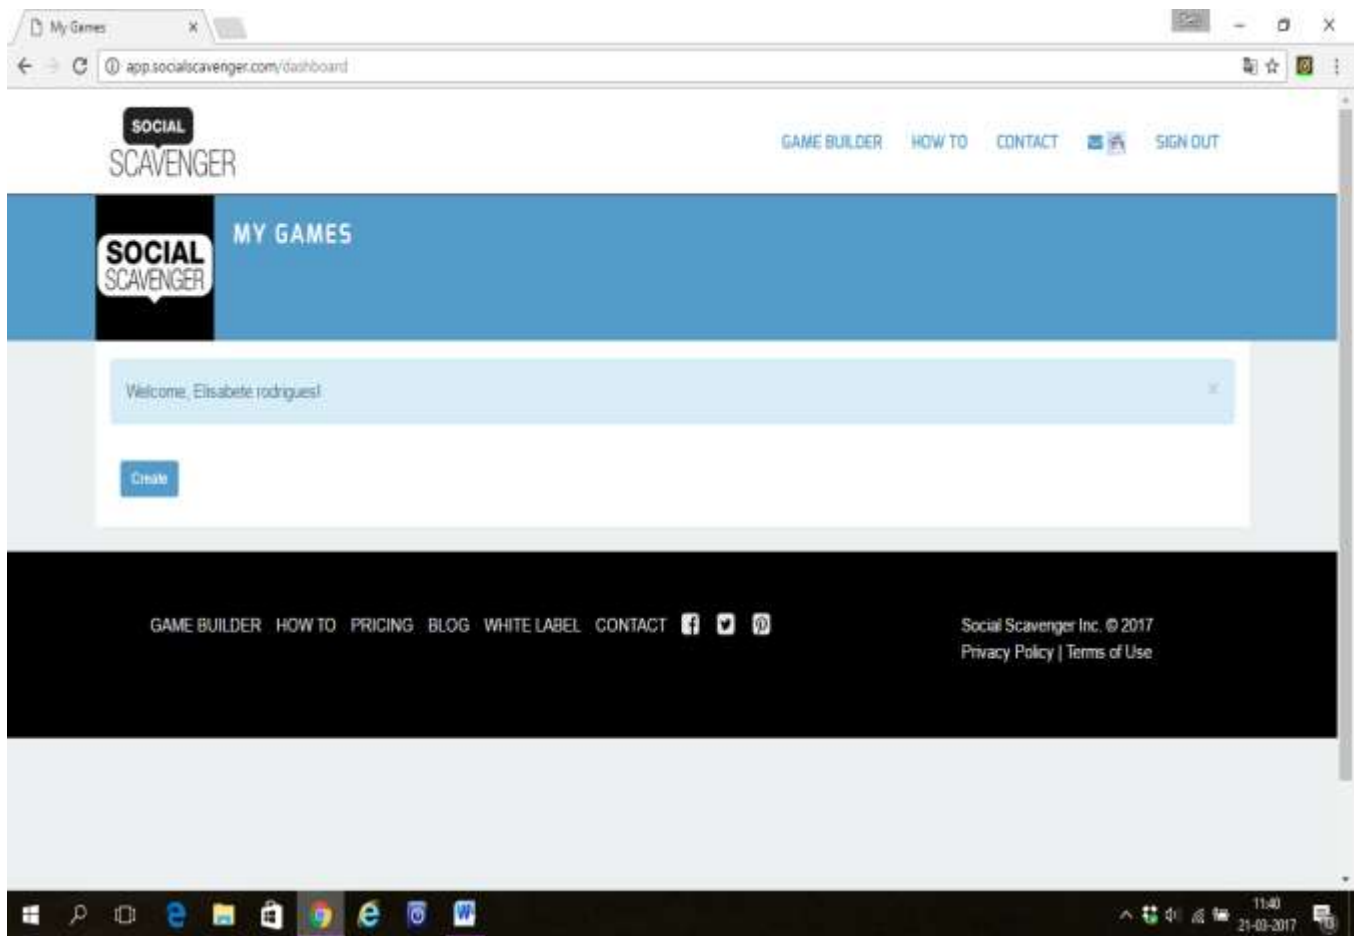 My Games
app.socialscavenger.com/dashboard
SOCIAL
SCAVENGER
GAME BUILDER HOW TO CONTACT SIGN OUT
SOCIAL
SCAVENGER
MY GAMES
Welcome, Elisabete rodrigues!
Create
GAME BUILDER HOW TO PRICING BLOG WHITE LABEL CONTACT
Social Scavenger Inc. © 2017
Privacy Policy | Terms of Use
11:40
21-03-2017